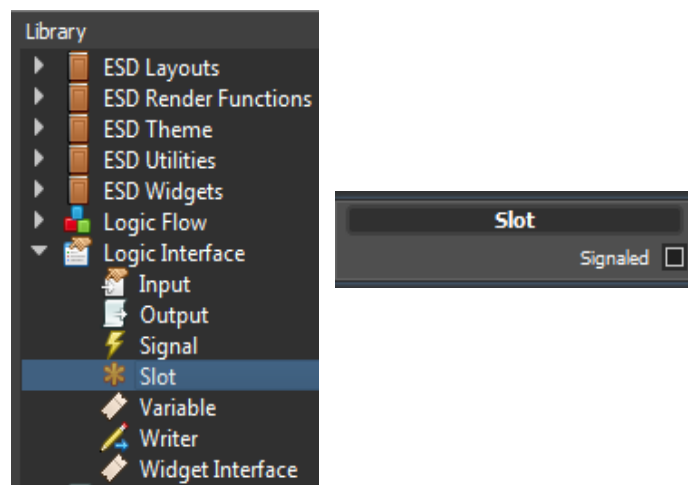 Library
ESD Layouts
ESD Render Functions
ESD Theme
ESD Utilities
ESD Widgets
Logic Flow
Logic Interface
Input
Output
Signal
Slot
Variable
Writer
Widget Interface
Slot
Signaled